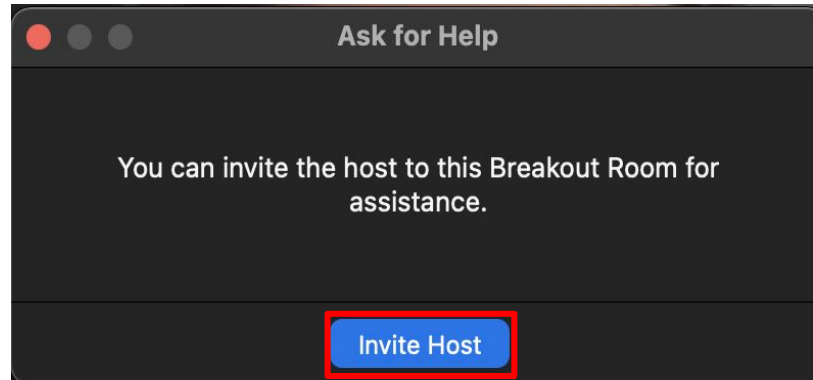 Ask for Help
You can invite the host to this Breakout Room for
assistance.
Invite Host